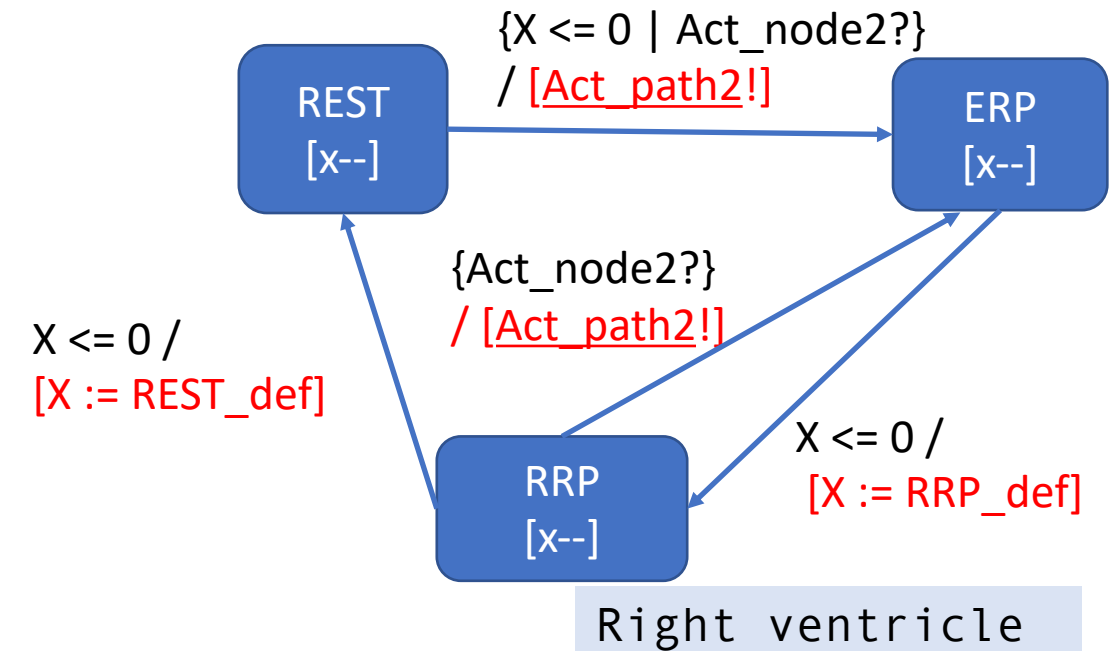 {X <= 0 | Act_node2?}
/ [Act_path2!]
REST
[x--]
ERP
[x--]
{Act_node2?}
/ [Act_path2!]
X <= 0 /
[X := REST_def]
X <= 0 /
[X := RRP_def]
RRP
[x--]
Right ventricle